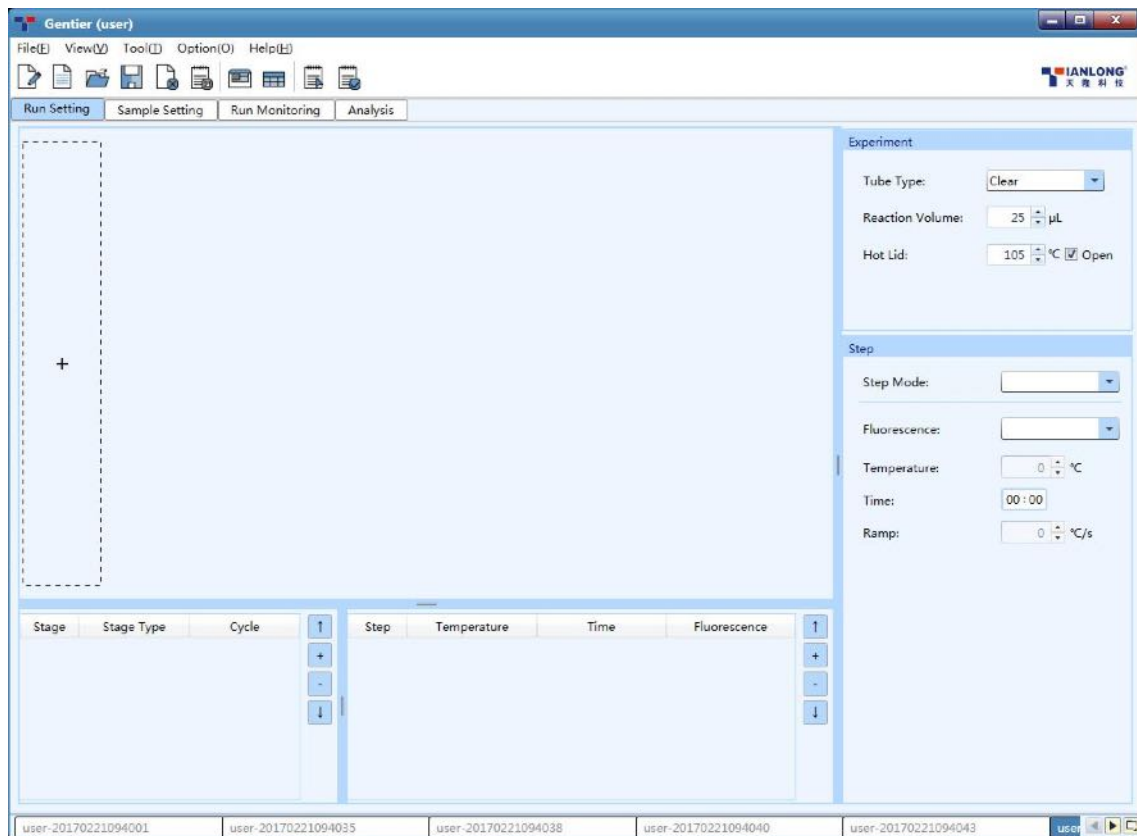 Gentier (user)
File(F) View(V) Tool(T) Option(O) Help(H)
IANLONG
天隆科技
Run Setting Sample Setting Run Monitoring Analysis
Experiment
Tube Type: Clear
Reaction Volume: 25 μL
Hot Lid: 105 ℃ Open
+
Step
Step Mode:
Fluorescence:
Temperature: 0 ℃
Time: 00:00
Ramp: 0 ℃/s
Stage Stage Type Cycle ↑
+
-
↓
Step Temperature Time Fluorescence ↑
+
-
↓
user-20170221094001 user-20170221094035 user-20170221094038 user-20170221094040 user-20170221094043 user